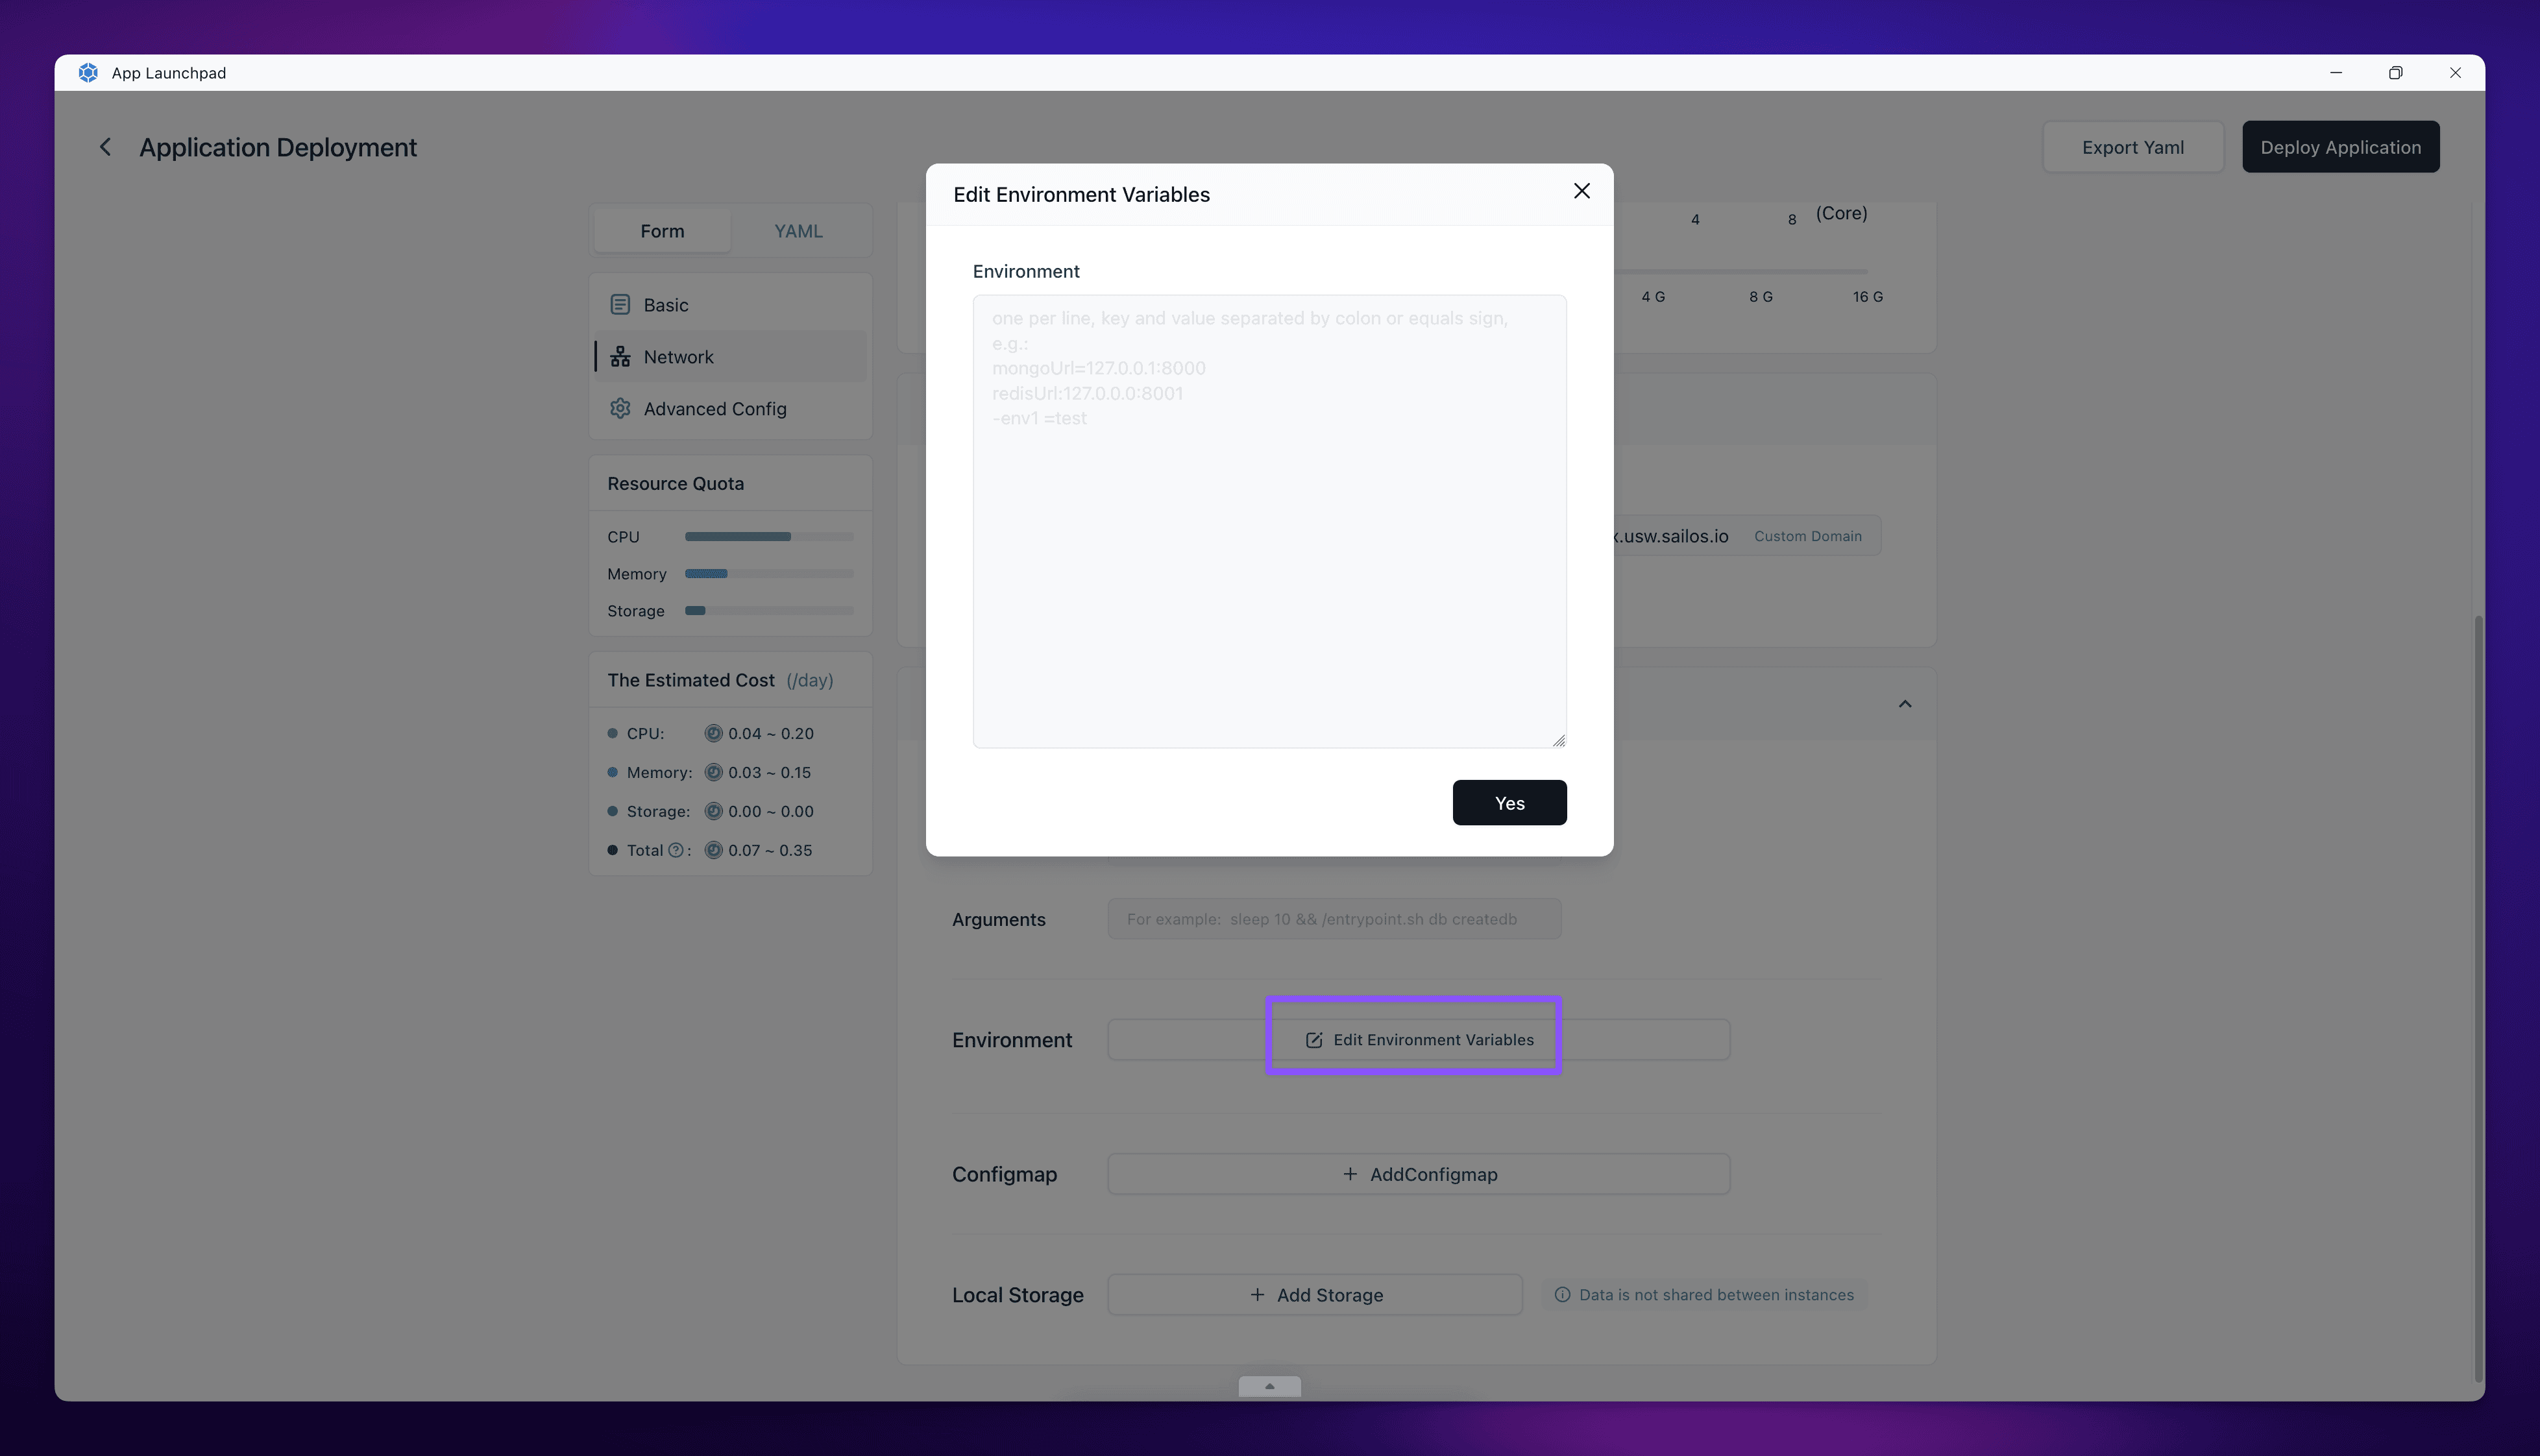 App Launchpad
Application Deployment
Export Yaml
Deploy Application
Form
YAML
Basic
Network
Advanced Config
Resource Quota
CPU
Memory
Storage
The Estimated Cost (/day)
CPU: 0.04 ~ 0.20
Memory: 0.03 ~ 0.15
Storage: 0.00 ~ 0.00
Total ? : 0.07 ~ 0.35
4 8 (Core)
4 G 8 G 16 G
.usw.sailos.io Custom Domain
Edit Environment Variables
Environment
one per line, key and value separated by colon or equals sign,
e.g.:
mongoUrl=127.0.0.1:8000
redisUrl:127.0.0.0:8001
-env1 =test
Yes
Arguments
For example: sleep 10 && /entrypoint.sh db createdb
Environment
Edit Environment Variables
Configmap
+ AddConfigmap
Local Storage
+ Add Storage
Data is not shared between instances